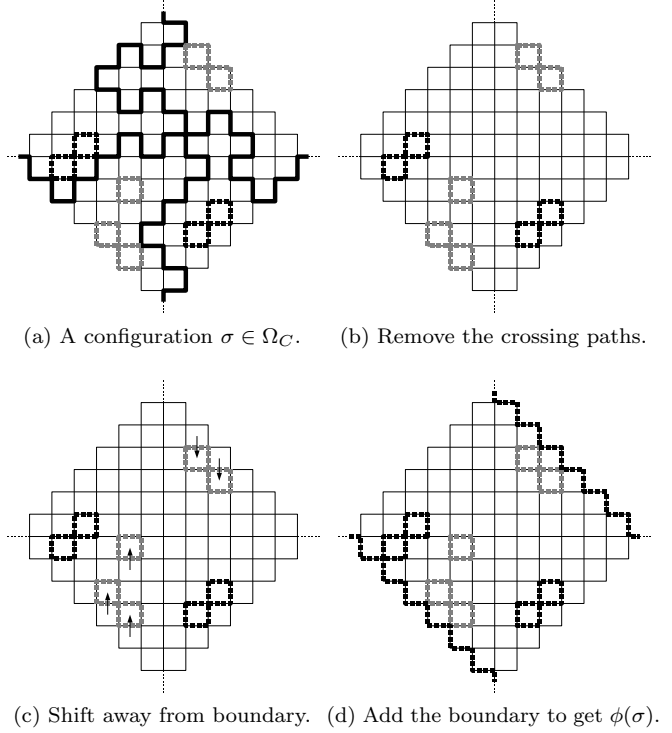 (a) A configuration σ ∈ Ω_C.
(b) Remove the crossing paths.
(c) Shift away from boundary.
(d) Add the boundary to get ϕ(σ).